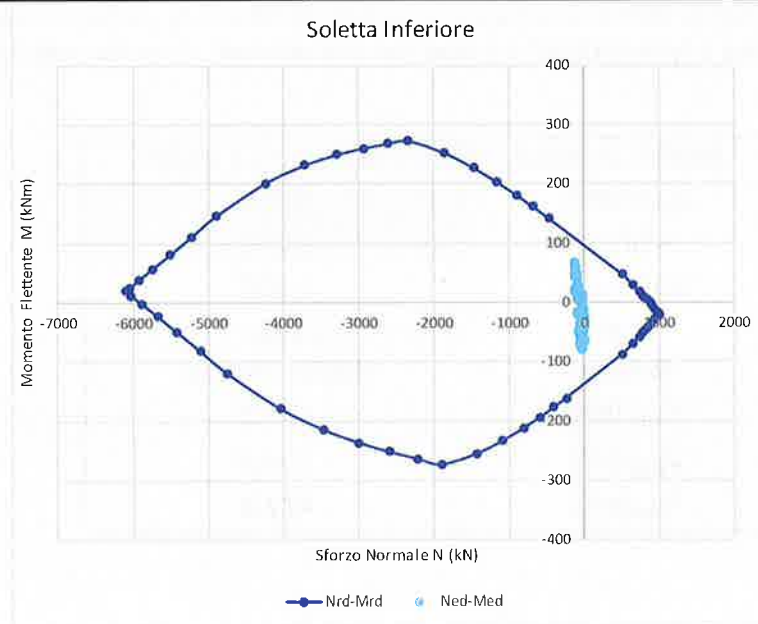 Soletta Inferiore
400
300
200
100
0
-7000 -6000 -5000 -4000 -3000 -2000 -1000 0 1000 2000
-100
-200
-300
-400
Momento Flettente M (kNm)
Sforzo Normale N (kN)
Nrd-Mrd Ned-Med